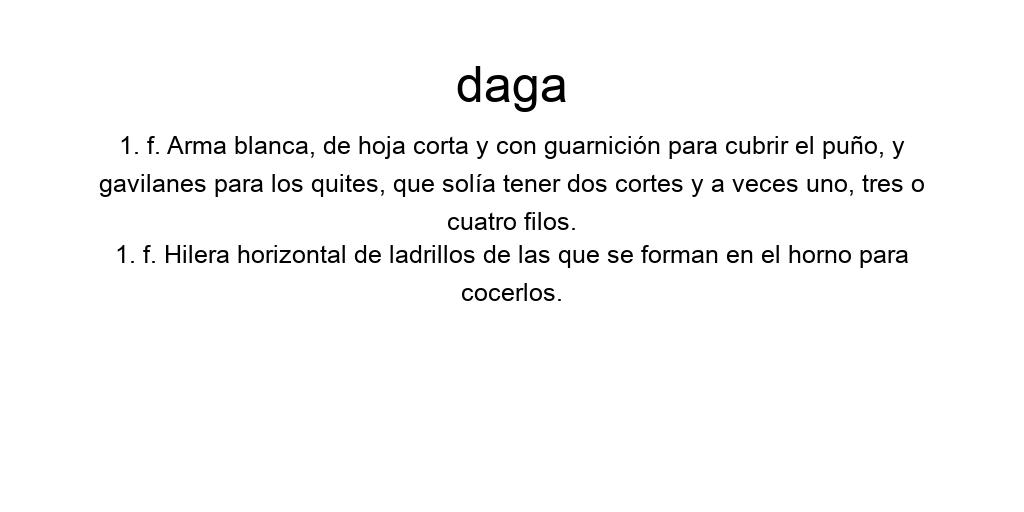 daga
1. f. Arma blanca, de hoja corta y con guarnición para cubrir el puño, y
gavilanes para los quites, que solía tener dos cortes y a veces uno, tres o
cuatro filos.
1. f. Hilera horizontal de ladrillos de las que se forman en el horno para
cocerlos.